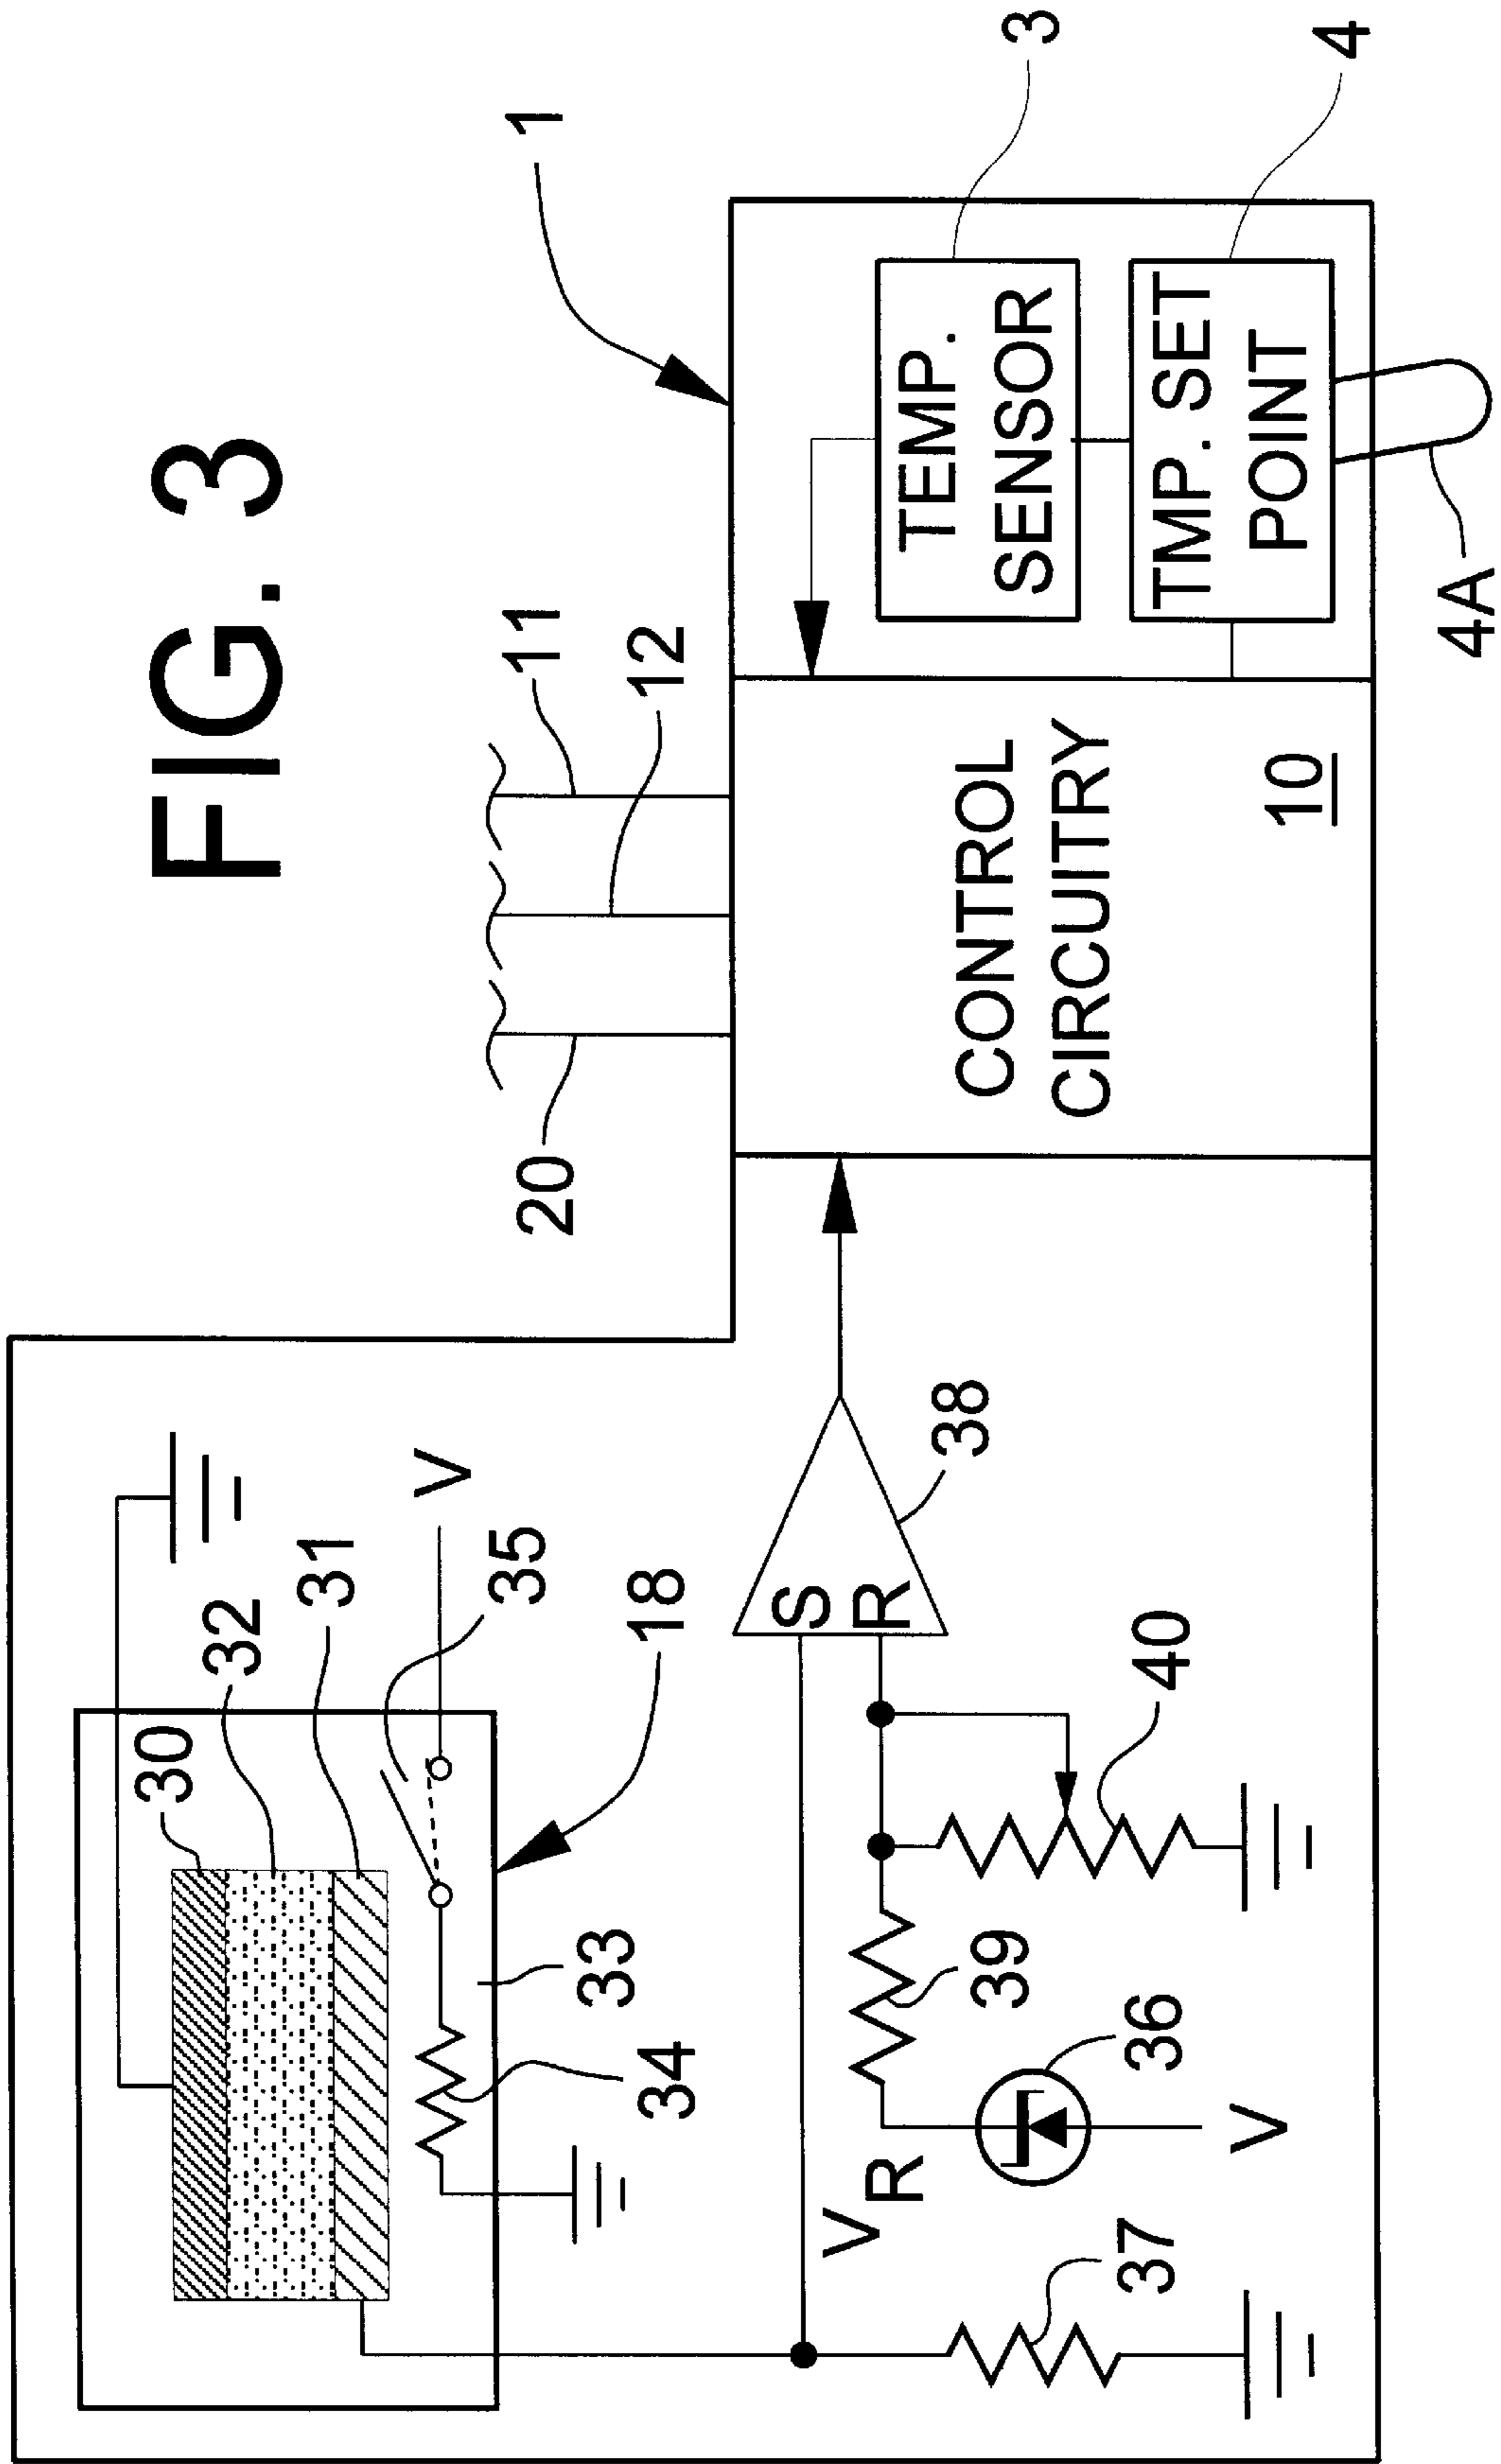 FIG. 3
1
11
12
20
3
4
4A
TEMP.
SENSOR
TMP. SET
POINT
CONTROL
CIRCUITRY
10
30
32
31
V
35
18
33
34
S
R
38
40
39
36
V
R
V
37